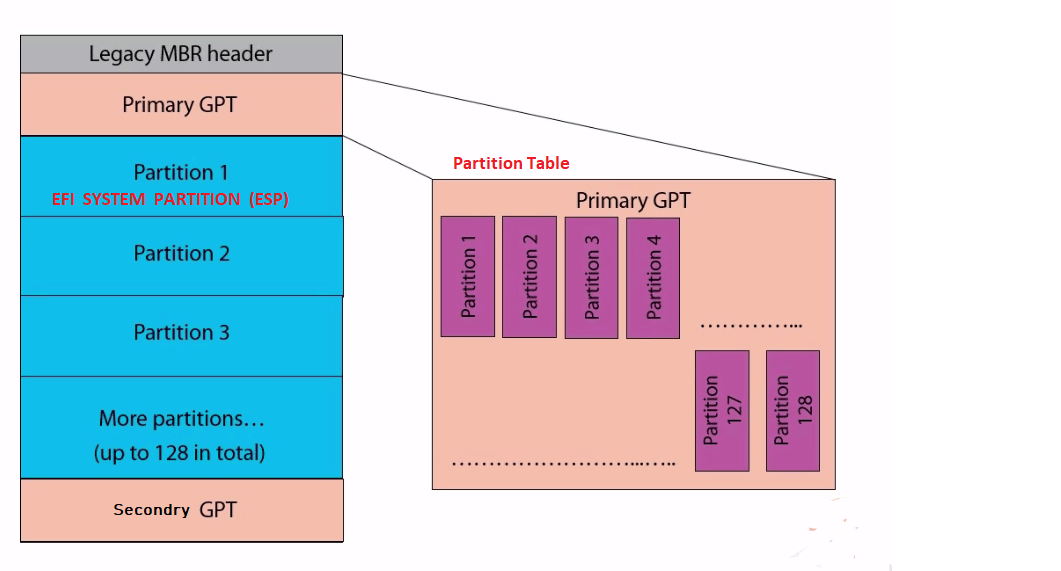 Legacy MBR header
Primary GPT
Partition 1
EFI SYSTEM PARTITION (ESP)
Partition 2
Partition 3
More partitions...
(up to 128 in total)
Secondry GPT
Partition Table
Primary GPT
Partition 1
Partition 2
Partition 3
Partition 4
...............
Partition
127
Partition
128
................................